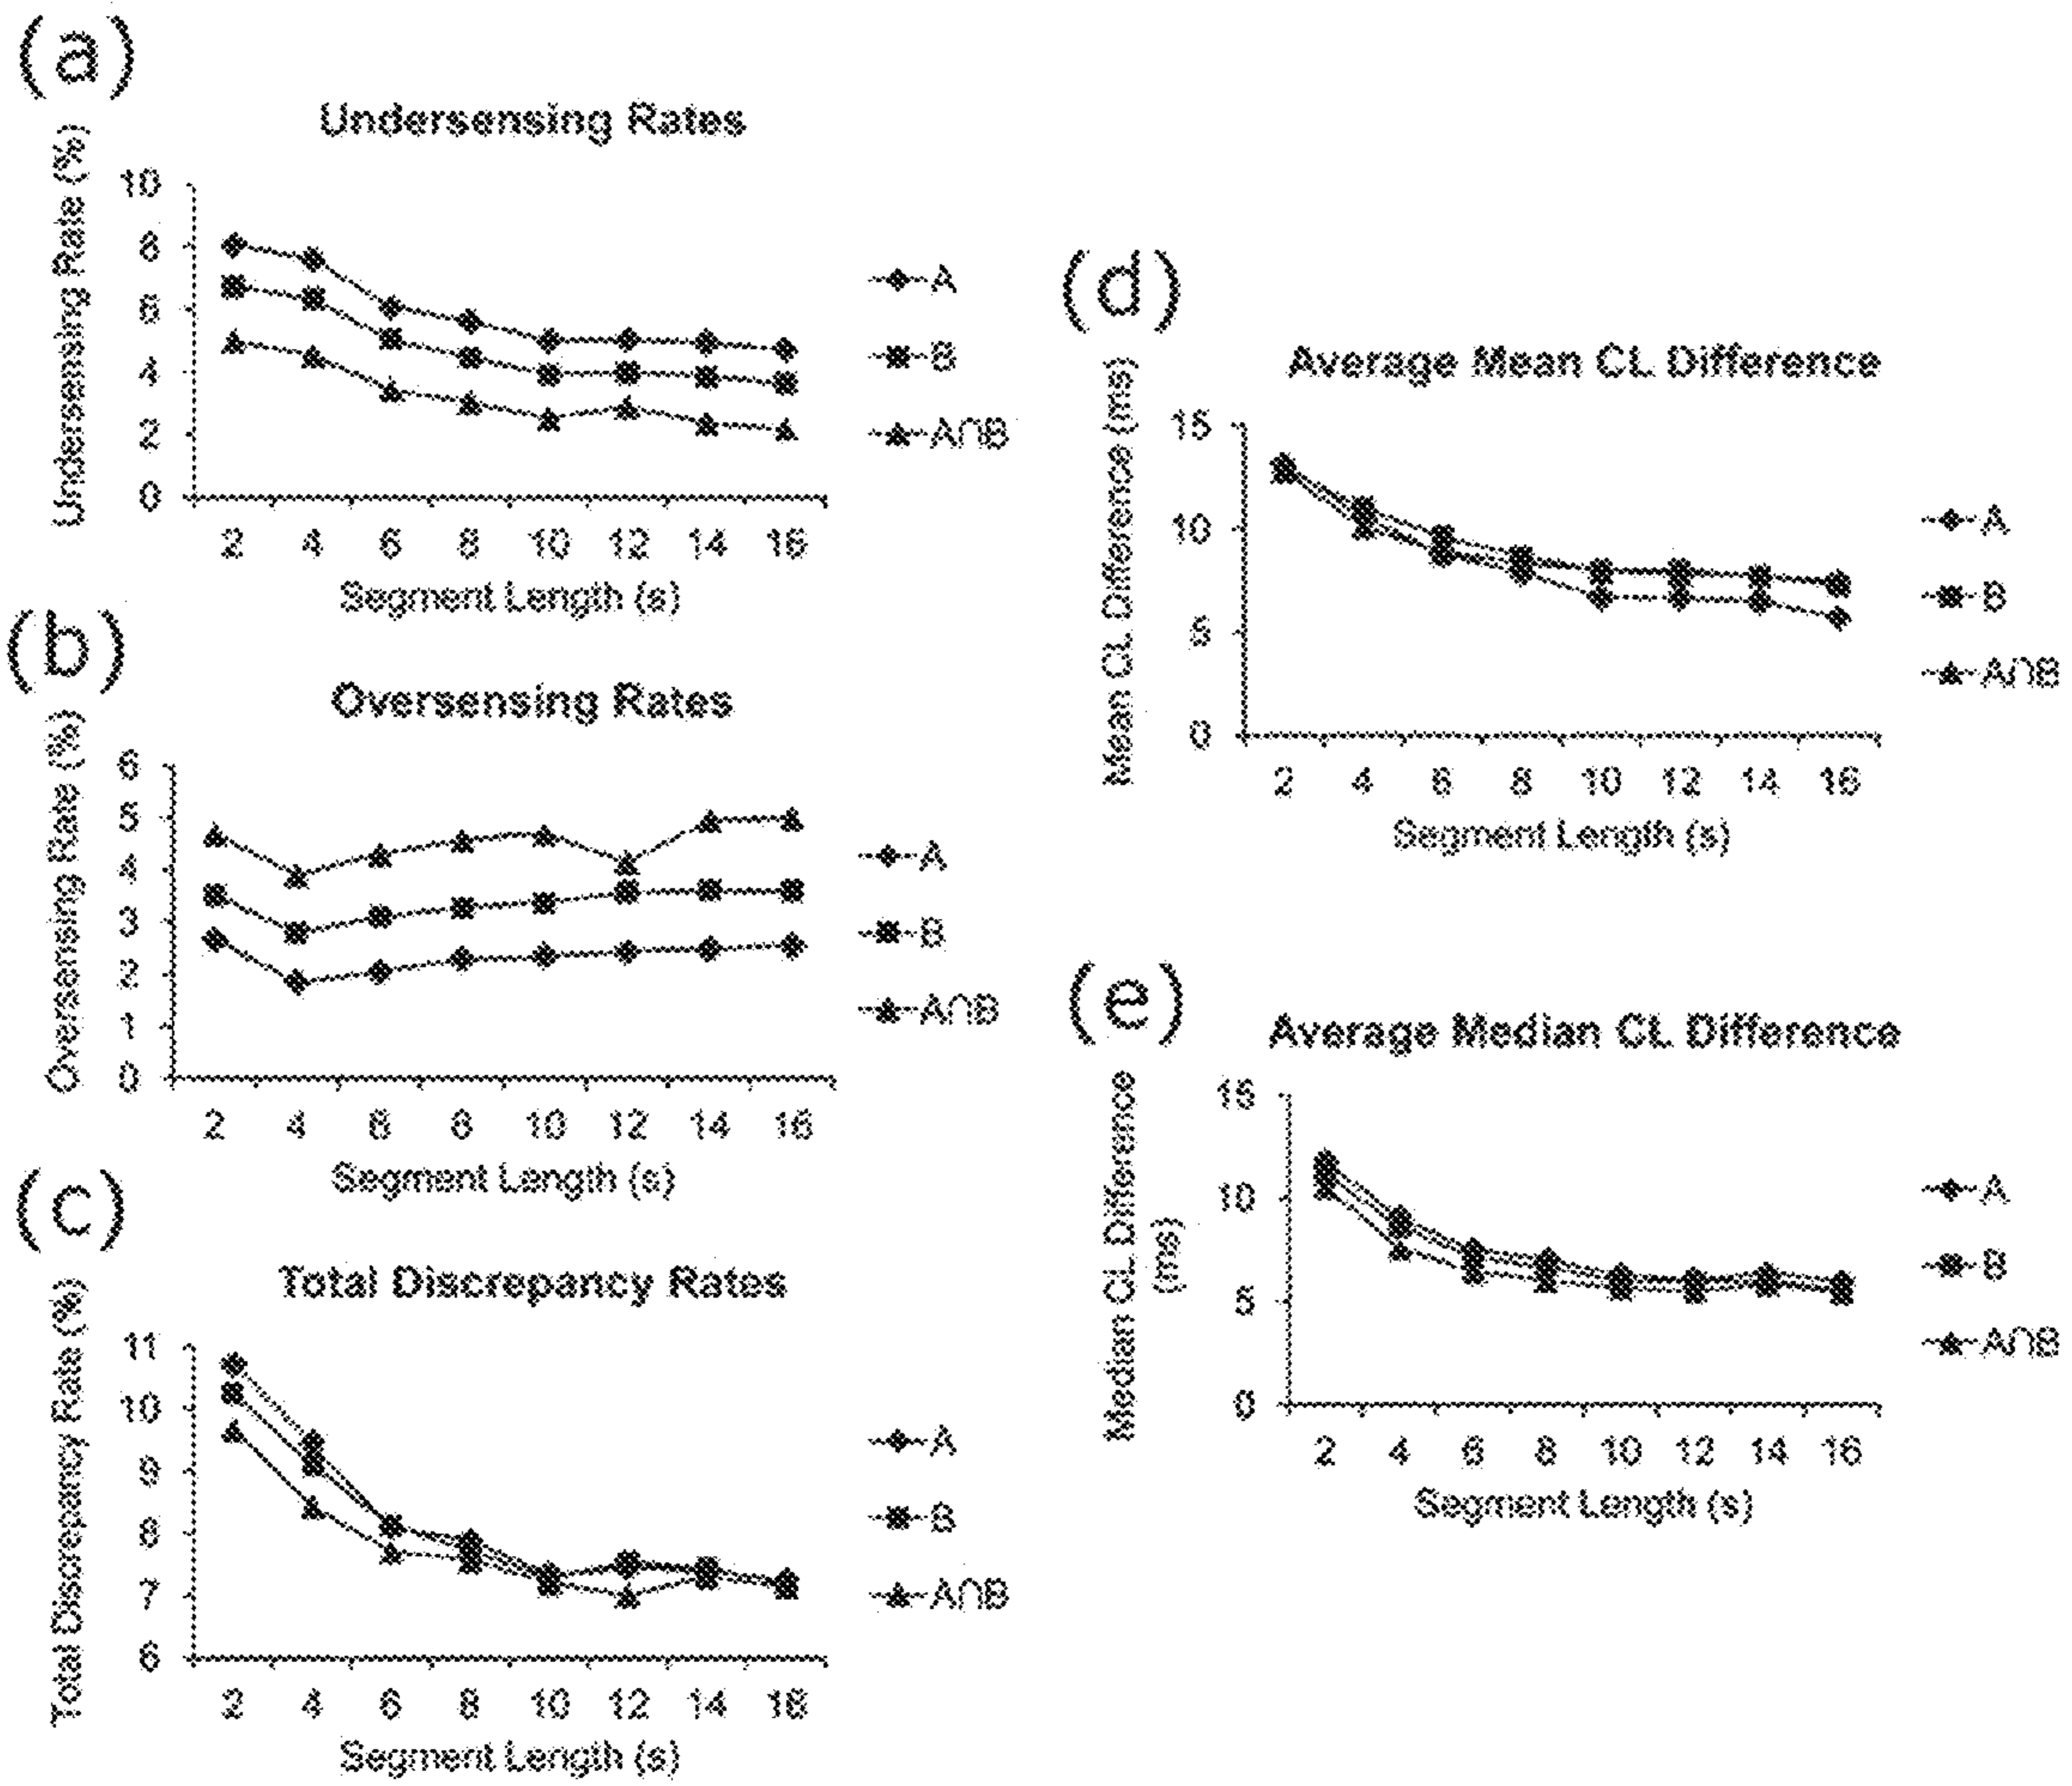 (a)
Undersensing Rates
Undersensing Rate (%)
10
8
6
4
2
0
2 4 6 8 10 12 14 16
Segment Length (s)
A
B
A∩B
(b)
Oversensing Rates
Oversensing Rate (%)
6
5
4
3
2
1
0
2 4 6 8 10 12 14 16
Segment Length (s)
A
B
A∩B
(c)
Total Discrepancy Rates
Total Discrepancy Rate (%)
11
10
9
8
7
6
2 4 6 8 10 12 14 16
Segment Length (s)
A
B
A∩B
(d)
Average Mean CL Difference
Mean CL Difference (ms)
15
10
5
0
2 4 6 8 10 12 14 16
Segment Length (s)
A
B
A∩B
(e)
Average Median CL Difference
Median CL Difference
(ms)
15
10
5
0
2 4 6 8 10 12 14 16
Segment Length (s)
A
B
A∩B